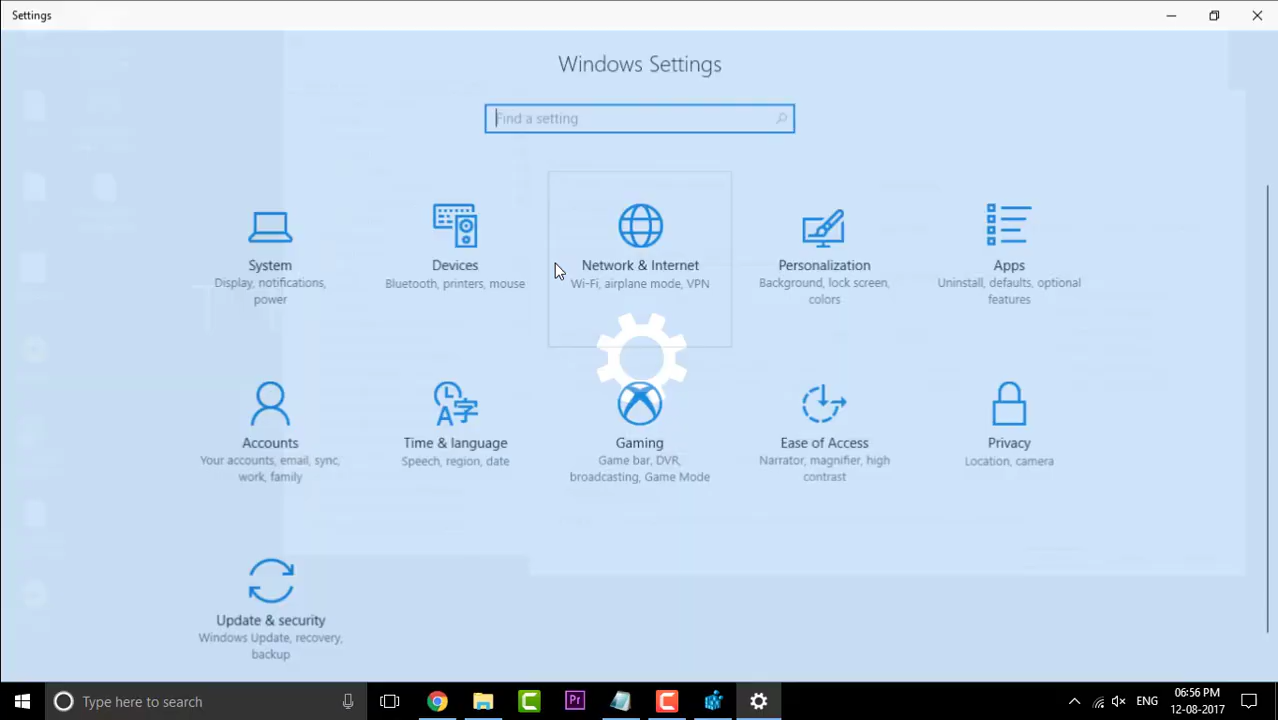 Settings
Windows Settings
Find a setting
System
Display, notifications,
power
Devices
Bluetooth, printers, mouse
Network & Internet
Wi-Fi, airplane mode, VPN
Personalization
Background, lock screen,
colors
Apps
Uninstall, defaults, optional
features
Accounts
Your accounts, email, sync,
work, family
Time & language
Speech, region, date
Gaming
Game bar, DVR,
broadcasting, Game Mode
Ease of Access
Narrator, magnifier, high
contrast
Privacy
Location, camera
Update & security
Windows Update, recovery,
backup
Type here to search
Pr
ENG
06:56 PM
12-08-2017